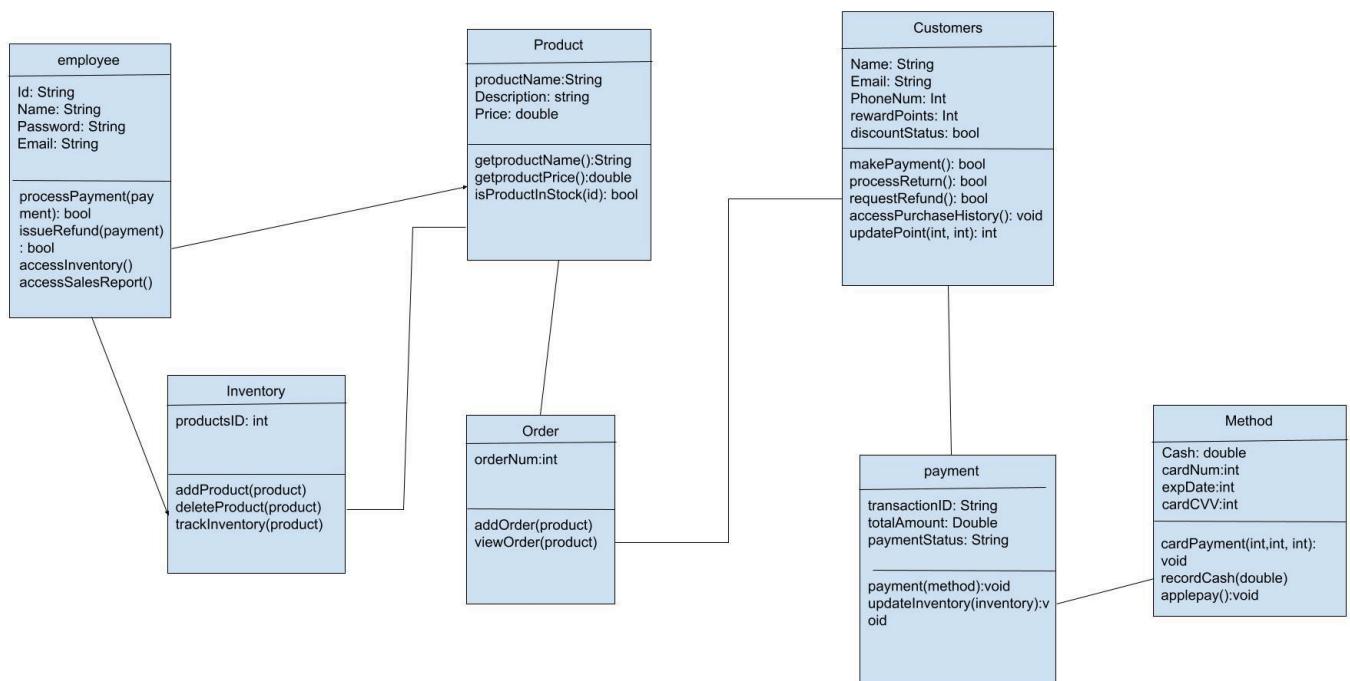 employee
Id: String
Name: String
Password: String
Email: String
processPayment(pay
ment): bool
issueRefund(payment)
: bool
accessInventory()
accessSalesReport()
Product
productName:String
Description: string
Price: double
getproductName():String
getproductPrice():double
isProductInStock(id): bool
Customers
Name: String
Email: String
PhoneNum: Int
rewardPoints: Int
discountStatus: bool
makePayment(): bool
processReturn(): bool
requestRefund(): bool
accessPurchaseHistory(): void
updatePoint(int, int): int
Inventory
productsID: int
addProduct(product)
deleteProduct(product)
trackInventory(product)
Order
orderNum:int
addOrder(product)
viewOrder(product)
payment
transactionID: String
totalAmount: Double
paymentStatus: String
payment(method):void
updateInventory(inventory):v
oid
Method
Cash: double
cardNum:int
expDate:int
cardCVV:int
cardPayment(int,int, int):
void
recordCash(double)
applepay():void